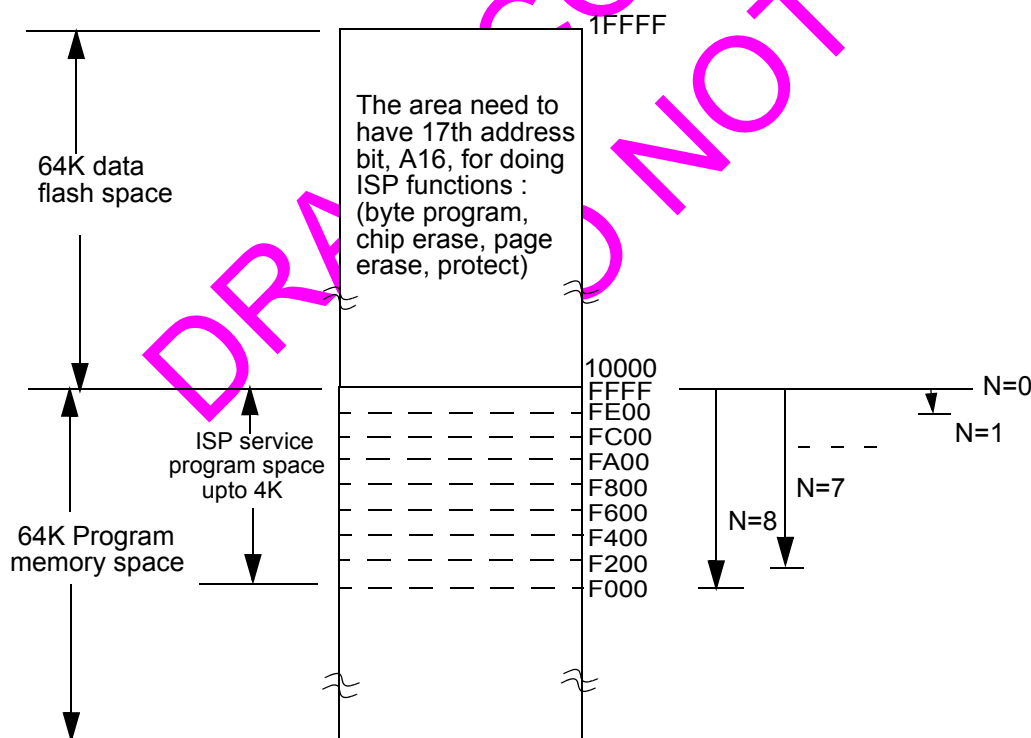 1FFFF
The area need to
have 17th address
bit, A16, for doing
ISP functions :
(byte program,
chip erase, page
erase, protect)
64K data
flash space
10000
FFFF
FE00
FC00
FA00
F800
F600
F400
F200
F000
ISP service
program space
upto 4K
64K Program
memory space
N=0
N=1
N=7
N=8
NOT